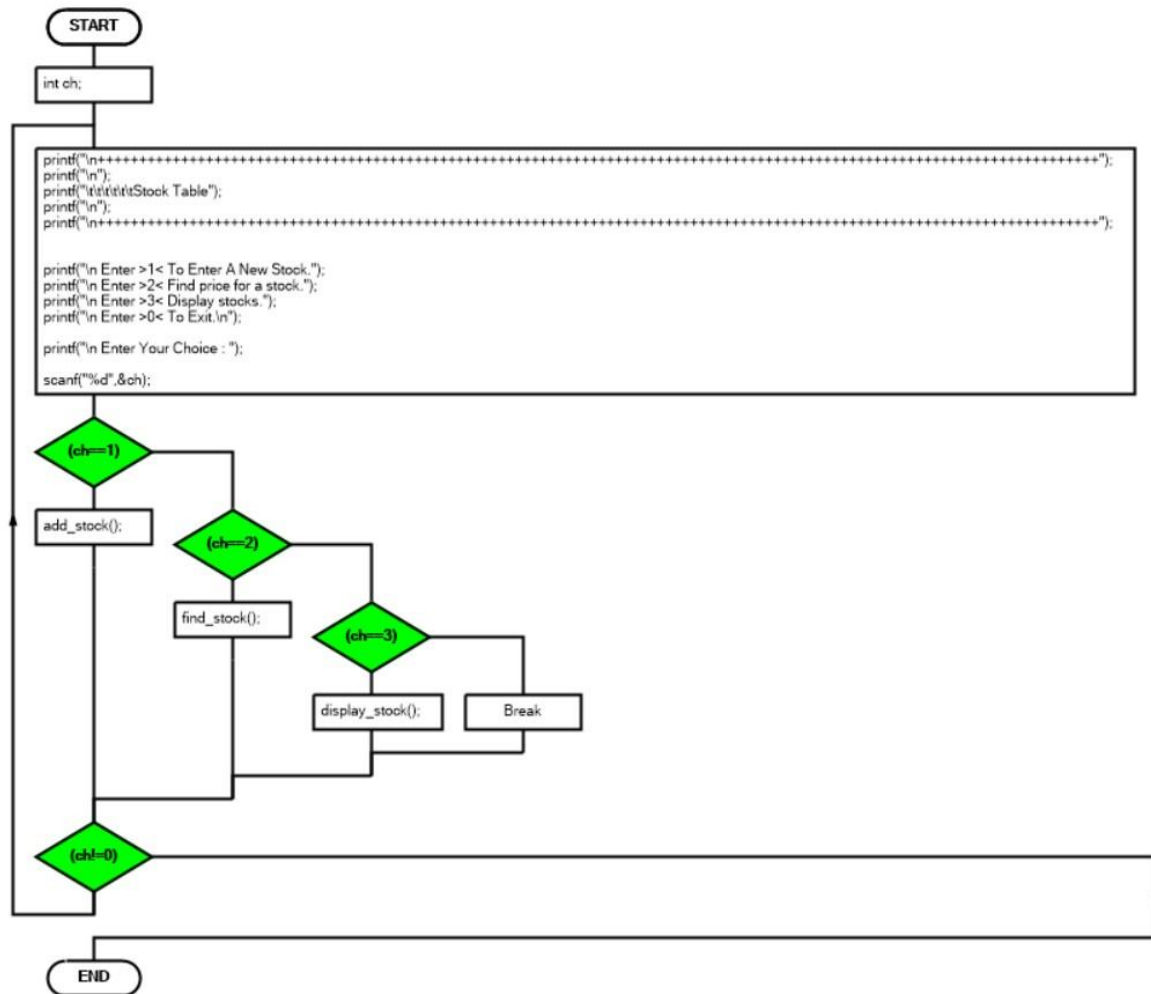 START
int ch;
printf("\n+++++++++++++++++++++++++++++++++++++++++++++++++++++++++++++++++++++++++++++++++++++++++++++++++++++++++++++++++++++++");
printf("\n");
printf("\t\t\t\t\t\tStock Table");
printf("\n");
printf("\n+++++++++++++++++++++++++++++++++++++++++++++++++++++++++++++++++++++++++++++++++++++++++++++++++++++++++++++++++++++++");
printf("\n Enter >1< To Enter A New Stock.");
printf("\n Enter >2< Find price for a stock.");
printf("\n Enter >3< Display stocks.");
printf("\n Enter >0< To Exit.\n");
printf("\n Enter Your Choice : ");
scanf("%d",&ch);
(ch==1)
add_stock();
(ch==2)
find_stock();
(ch==3)
display_stock();
Break
(ch!=0)
END